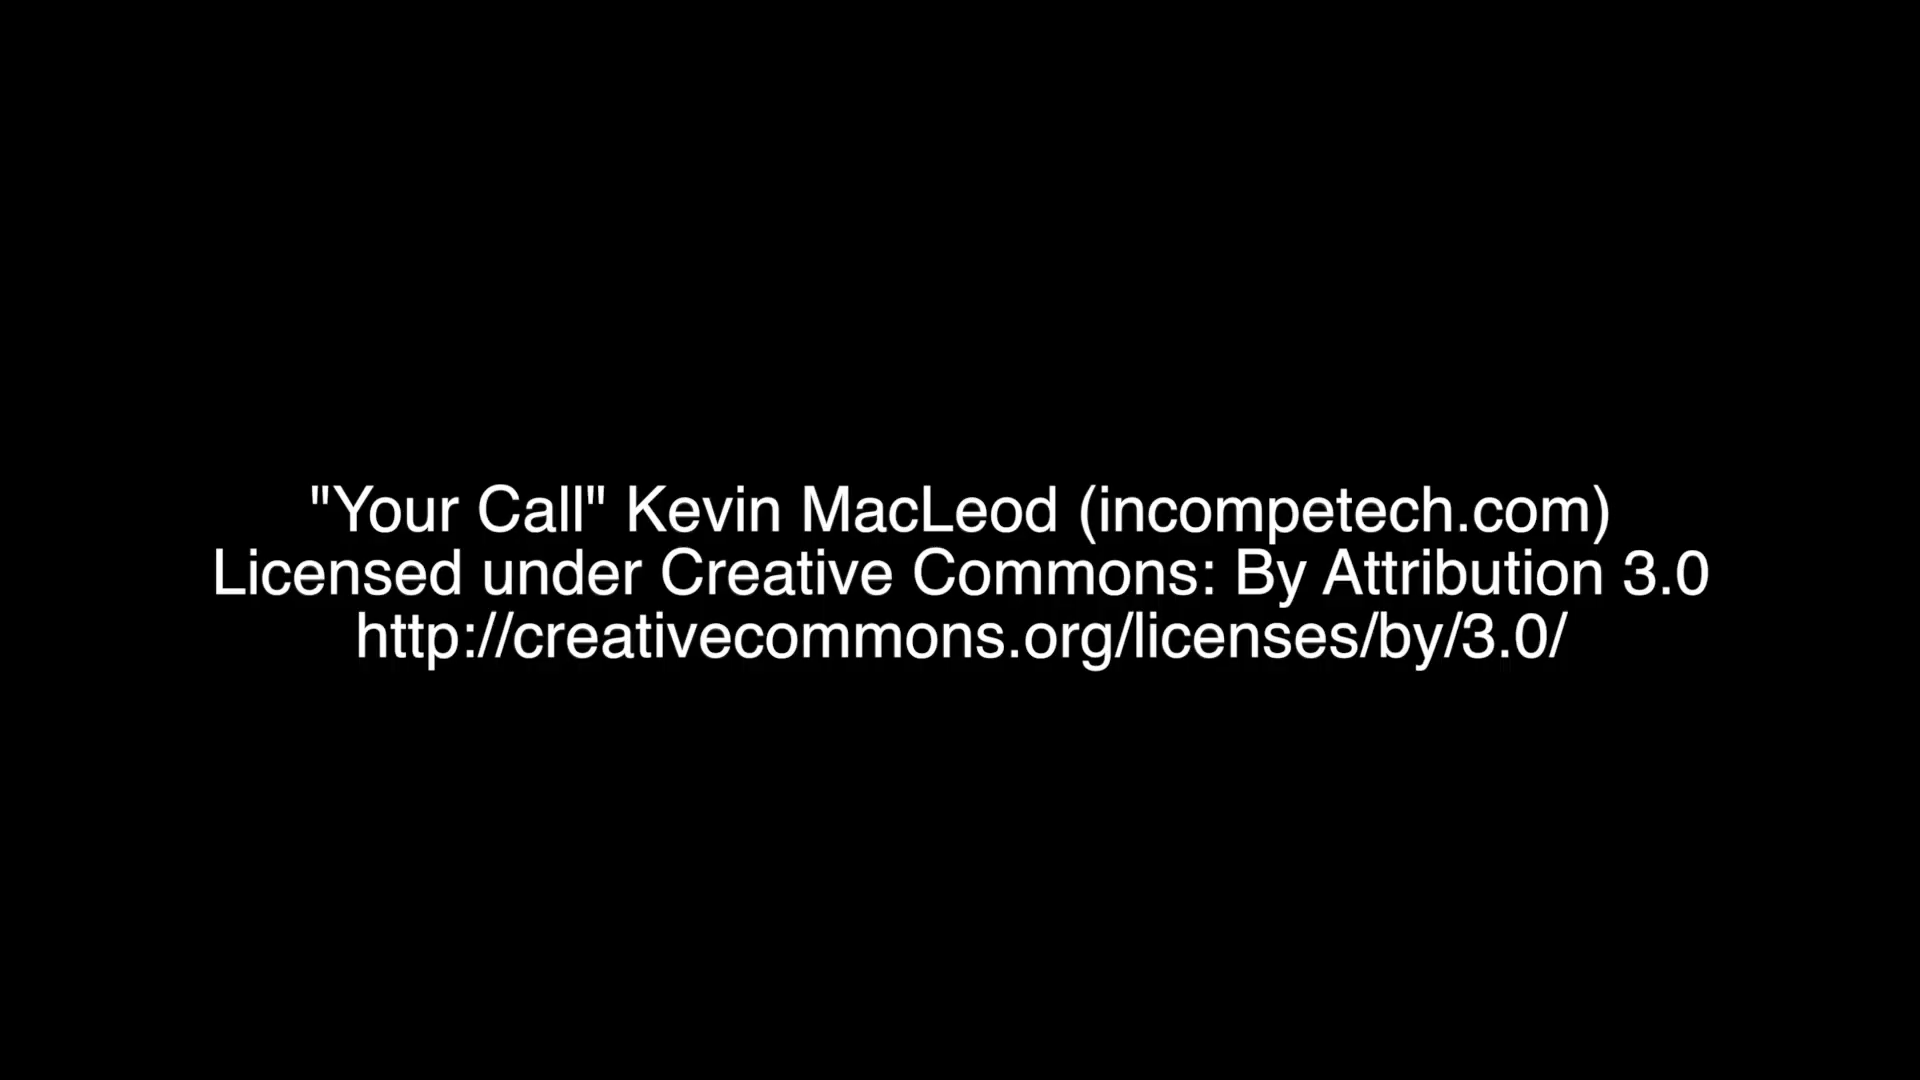 "Your Call" Kevin MacLeod (incompetech.com)
Licensed under Creative Commons: By Attribution 3.0
http://creativecommons.org/licenses/by/3.0/